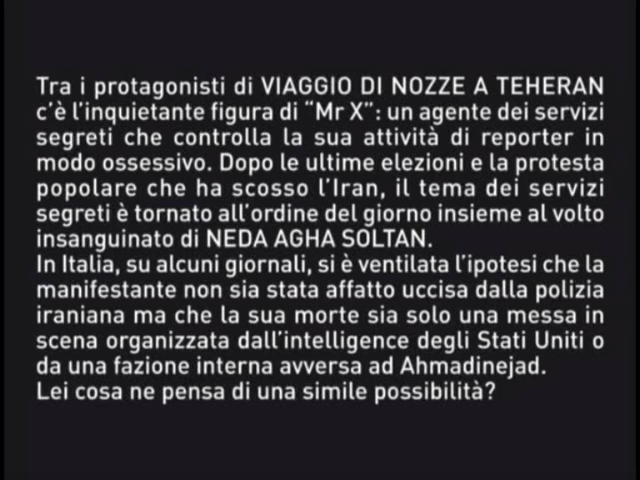 Tra i protagonisti di VIAGGIO DI NOZZE A TEHERAN
c'è l'inquietante figura di “Mr X”: un agente dei servizi
segreti che controlla la sua attività di reporter in
modo ossessivo. Dopo le ultime elezioni e la protesta
popolare che ha scosso l'Iran, il tema dei servizi
segreti è tornato all'ordine del giorno insieme al volto
insanguinato di NEDA AGHA SOLTAN.
In Italia, su alcuni giornali, si è ventilata l'ipotesi che la
manifestante non sia stata affatto uccisa dalla polizia
iraniana ma che la sua morte sia solo una messa in
scena organizzata dall'intelligence degli Stati Uniti o
da una fazione interna avversa ad Ahmadinejad.
Lei cosa ne pensa di una simile possibilità?